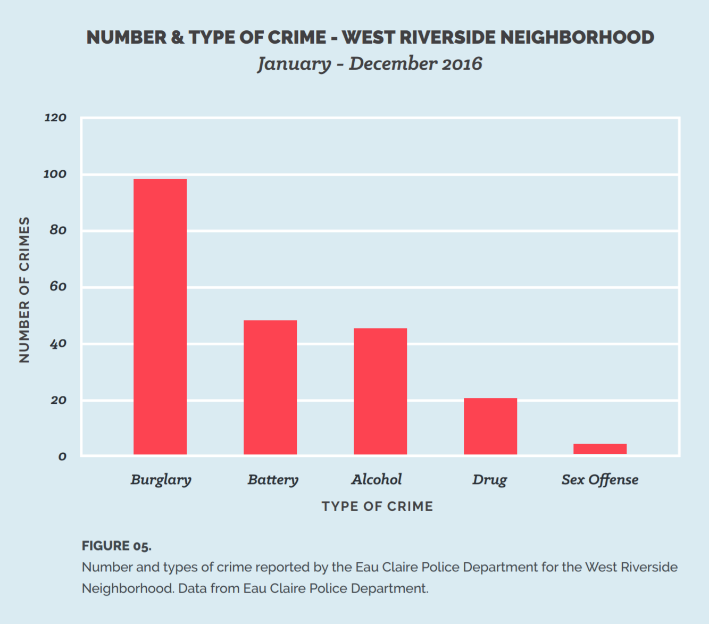 NUMBER & TYPE OF CRIME - WEST RIVERSIDE NEIGHBORHOOD
January - December 2016
120
100
80
60
40
20
0
NUMBER OF CRIMES
Burglary Battery Alcohol Drug Sex Offense
TYPE OF CRIME
FIGURE 05.
Number and types of crime reported by the Eau Claire Police Department for the West Riverside
Neighborhood. Data from Eau Claire Police Department.